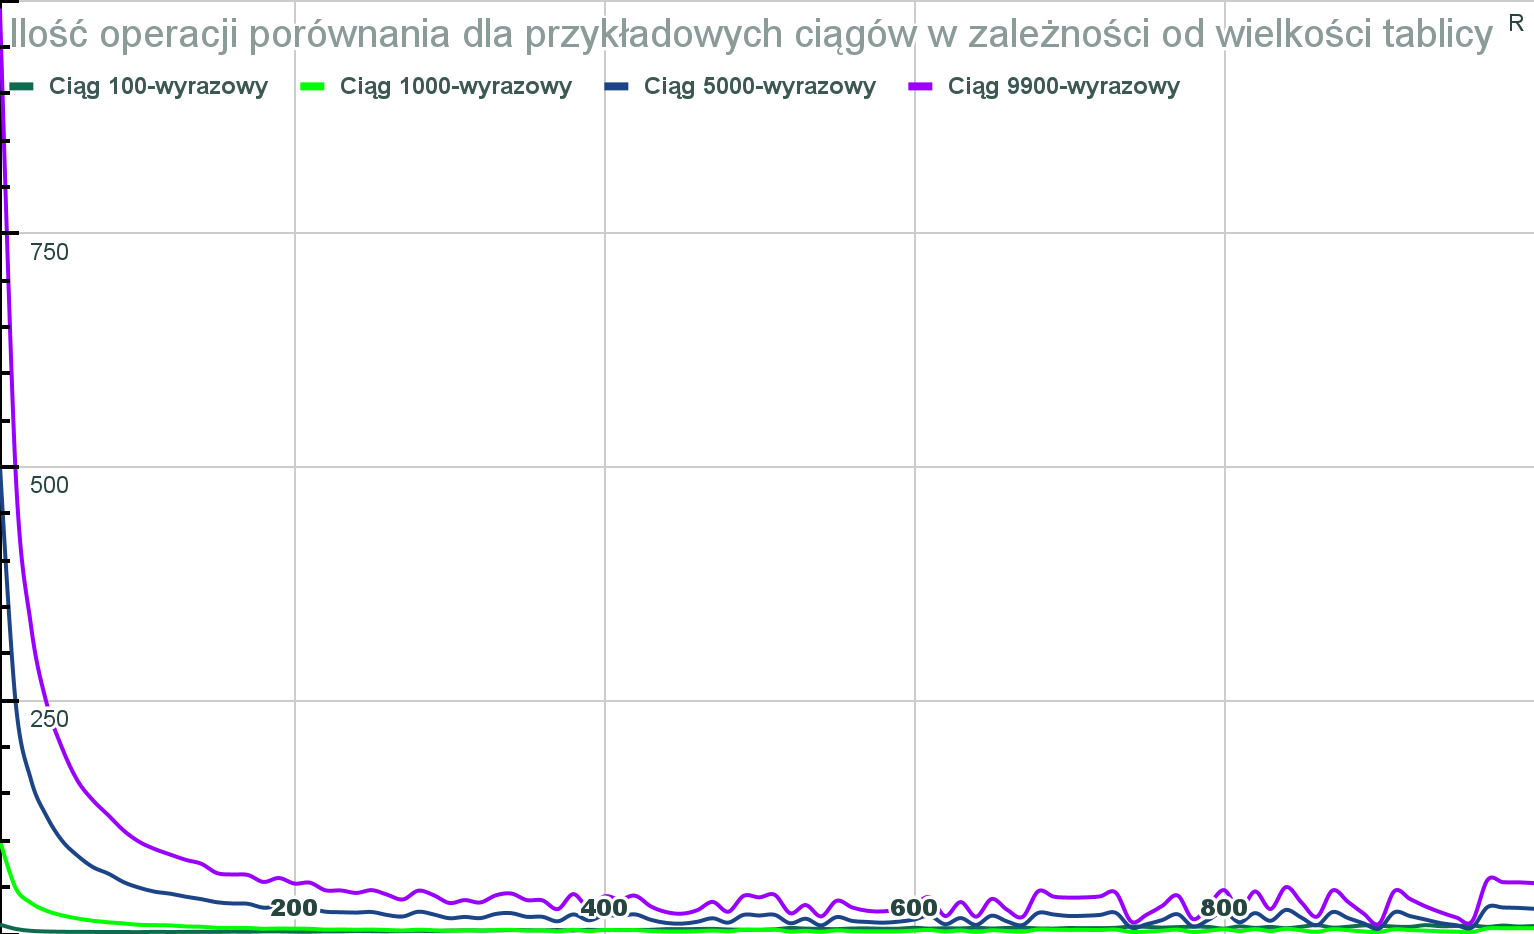 Ilość operacji porównania dla przykładowych ciągów w zależności od wielkości tablicy R
Ciąg 100-wyrazowy Ciąg 1000-wyrazowy Ciąg 5000-wyrazowy Ciąg 9900-wyrazowy
750
500
250
200 400 600 800